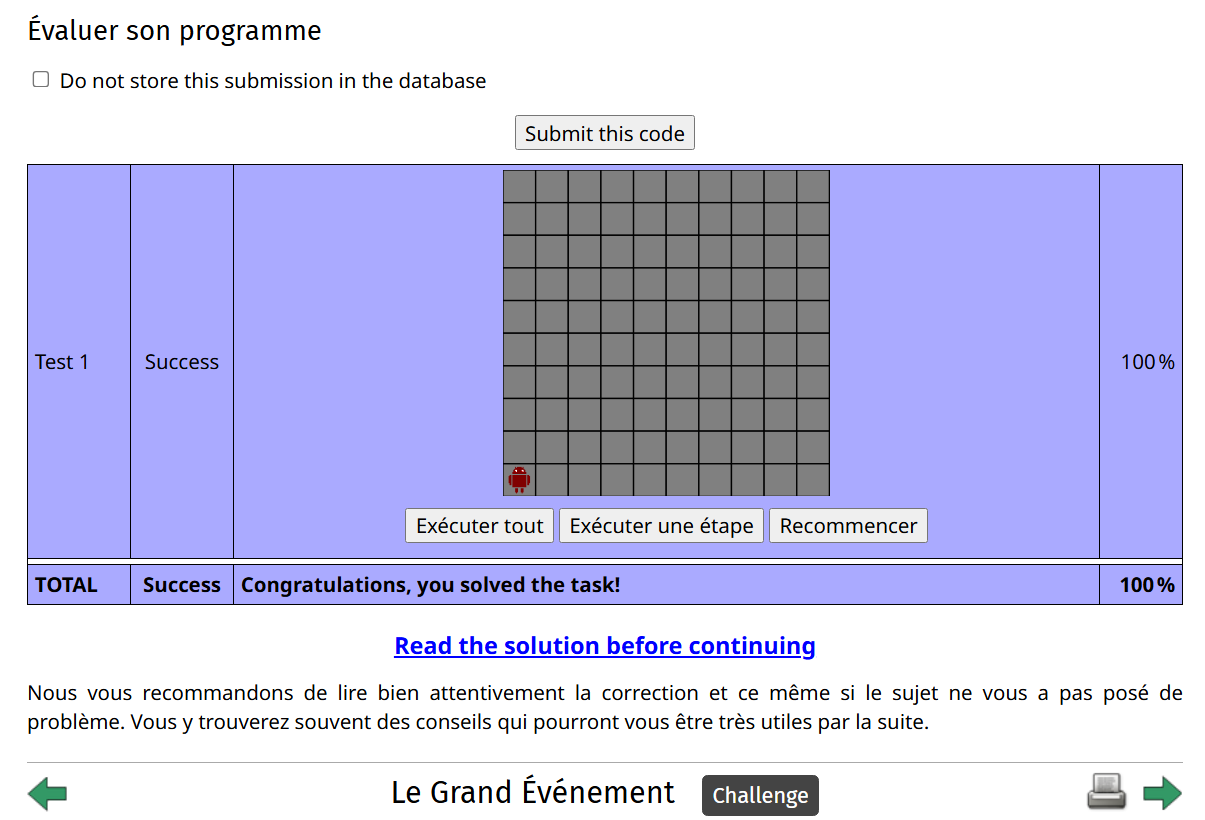 Évaluer son programme
Do not store this submission in the database
Submit this code
Test 1
Success
100 %
Exécuter tout
Exécuter une étape
Recommencer
TOTAL
Success
Congratulations, you solved the task!
100 %
Read the solution before continuing
Nous vous recommandons de lire bien attentivement la correction et ce même si le sujet ne vous a pas posé de
problème. Vous y trouverez souvent des conseils qui pourront vous être très utiles par la suite.
Le Grand Événement
Challenge